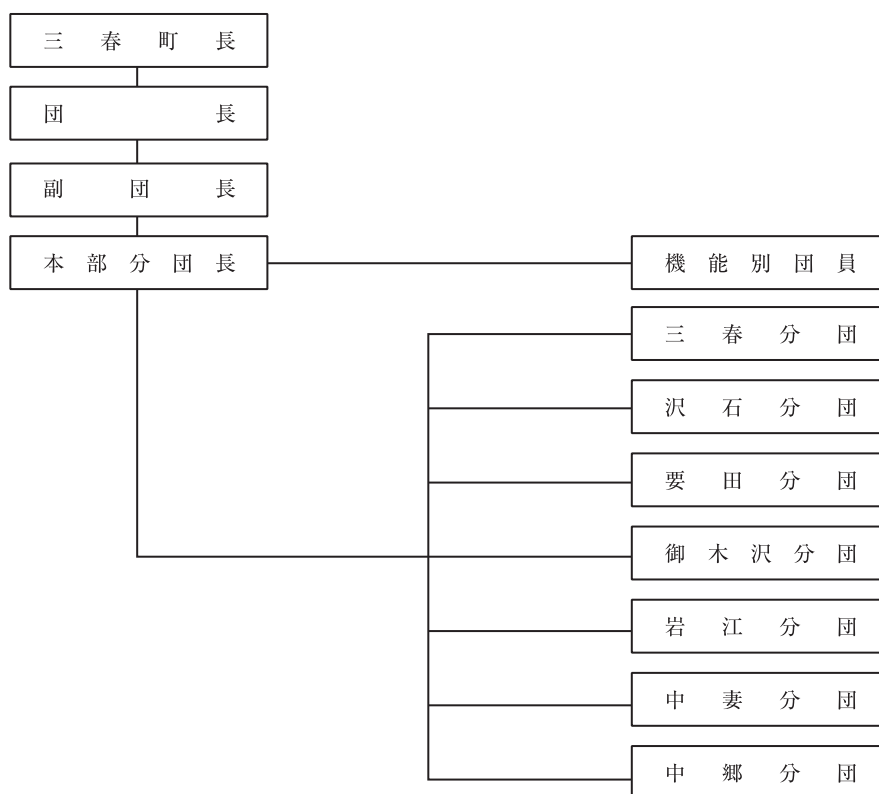 三春町長
団長
副団長
本部分団長
機能別団員
三春分団
沢石分団
要田分団
御木沢分団
岩江分団
中妻分団
中郷分団